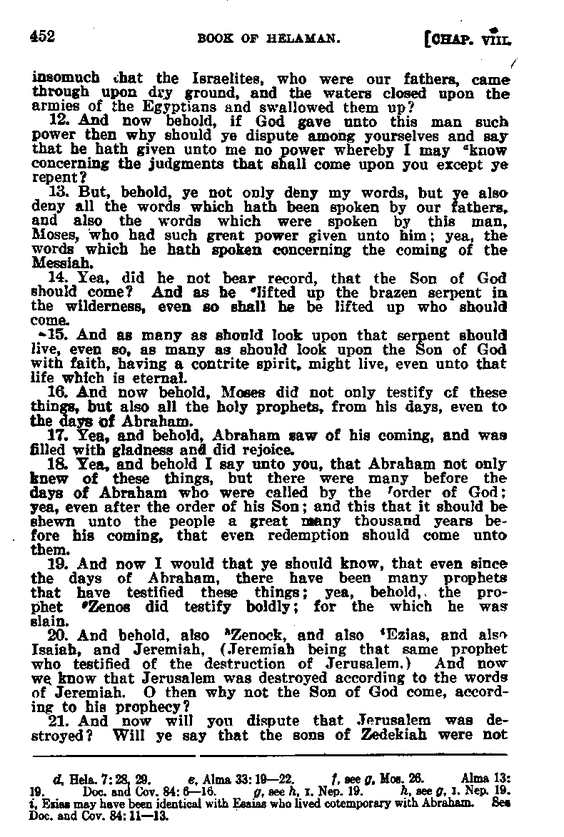 452 BOOK OF HELAMAN. [CHAP. VIII.
insomuch that the Israelites, who were our fathers, came
through upon dry ground, and the waters closed upon the
armies of the Egyptians and swallowed them up?
12. And now behold, if God gave unto this man such
power then why should ye dispute among yourselves and say
that he hath given unto me no power whereby I may ᵈknow
concerning the judgments that shall come upon you except ye
repent?
13. But, behold, ye not only deny my words, but ye also
deny all the words which hath been spoken by our fathers,
and also the words which were spoken by this man,
Moses, who had such great power given unto him; yea, the
words which he hath spoken concerning the coming of the
Messiah.
14. Yea, did he not bear record, that the Son of God
should come? And as he ᵉlifted up the brazen serpent in
the wilderness, even so shall he be lifted up who should
come.
15. And as many as should look upon that serpent should
live, even so, as many as should look upon the Son of God
with faith, having a contrite spirit, might live, even unto that
life which is eternal.
16. And now behold, Moses did not only testify of these
things, but also all the holy prophets, from his days, even to
the days of Abraham.
17. Yea, and behold, Abraham saw of his coming, and was
filled with gladness and did rejoice.
18. Yea, and behold I say unto you, that Abraham not only
knew of these things, but there were many before the
days of Abraham who were called by the ᶠorder of God;
yea, even after the order of his Son; and this that it should be
shewn unto the people a great many thousand years be-
fore his coming, that even redemption should come unto
them.
19. And now I would that ye should know, that even since
the days of Abraham, there have been many prophets
that have testified these things; yea, behold, the pro-
phet ᵍZenos did testify boldly; for the which he was
slain.
20. And behold, also ʰZenock, and also ⁱEzias, and also
Isaiah, and Jeremiah, (Jeremiah being that same prophet
who testified of the destruction of Jerusalem.) And now
we know that Jerusalem was destroyed according to the words
of Jeremiah. O then why not the Son of God come, accord-
ing to his prophecy?
21. And now will you dispute that Jerusalem was de-
stroyed? Will ye say that the sons of Zedekiah were not
d, Hela. 7: 28, 29. e, Alma 33: 19—22. f, see g, Mos. 26. Alma 13:
19. Doc. and Cov. 84: 6—16. g, see h, I. Nep. 19. h, see g, I. Nep. 19.
i, Ezias may have been identical with Esaias who lived cotemporary with Abraham. See
Doc. and Cov. 84: 11—13.